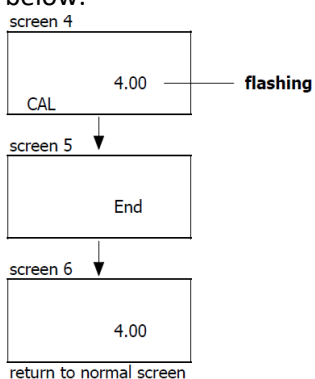 below:
screen 4
4.00 flashing
CAL
screen 5
End
screen 6
4.00
return to normal screen